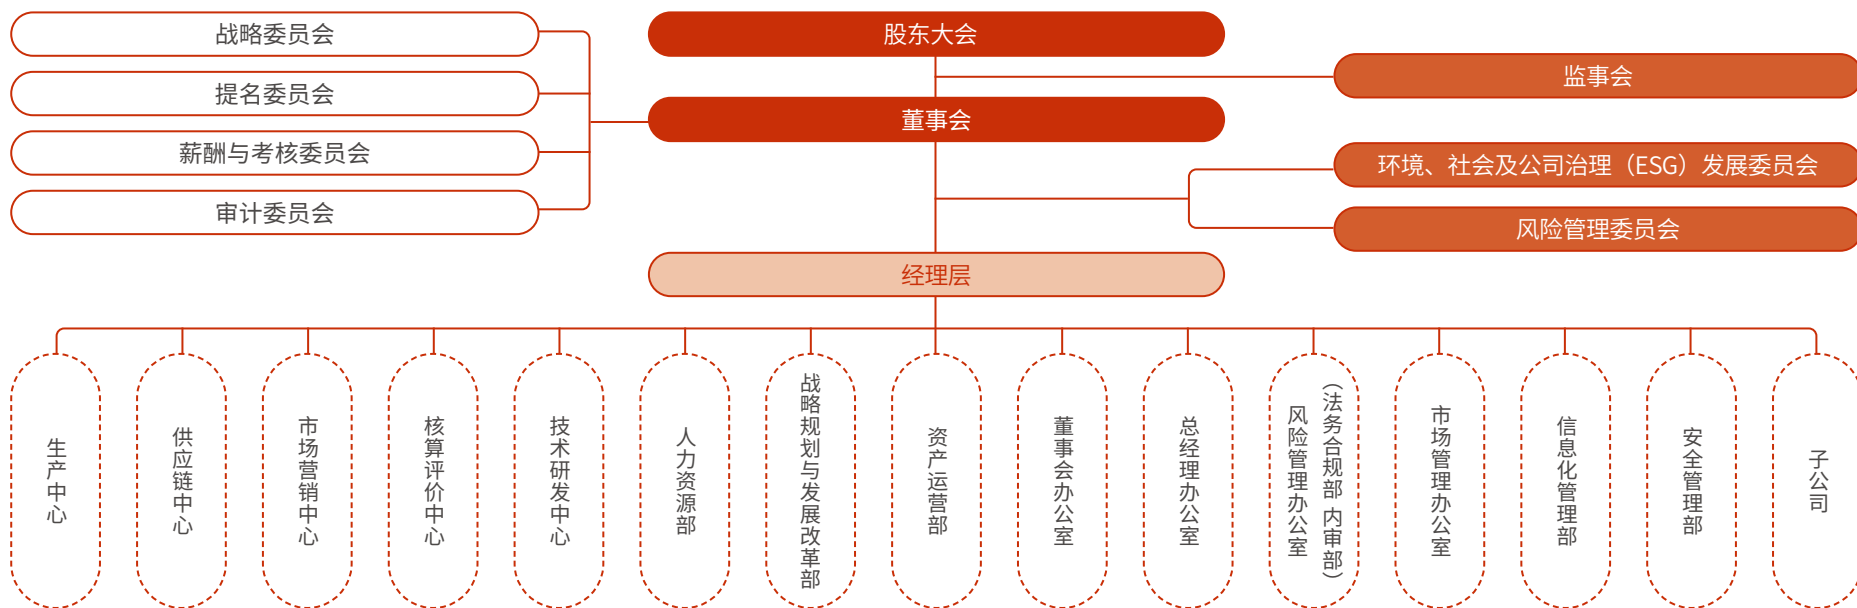 战略委员会
提名委员会
薪酬与考核委员会
审计委员会
股东大会
董事会
监事会
环境、社会及公司治理（ESG）发展委员会
风险管理委员会
经理层
生产中心
供应链中心
市场营销中心
核算评价中心
技术研发中心
人力资源部
战略规划与发展改革部
资产运营部
董事会办公室
总经理办公室
风险管理办公室
（法务合规部 内审部）
市场管理办公室
信息化管理部
安全管理部
子公司